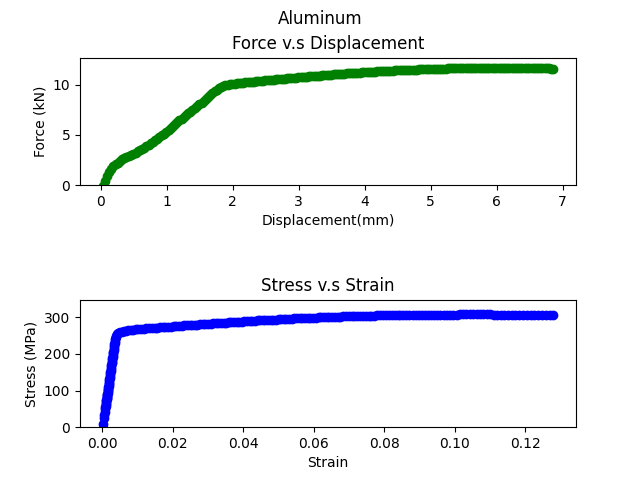 Aluminum
Force v.s Displacement
10
5
0
Force (kN)
0 1 2 3 4 5 6 7
Displacement(mm)
Stress v.s Strain
300
200
100
0
Stress (MPa)
0.00 0.02 0.04 0.06 0.08 0.10 0.12
Strain